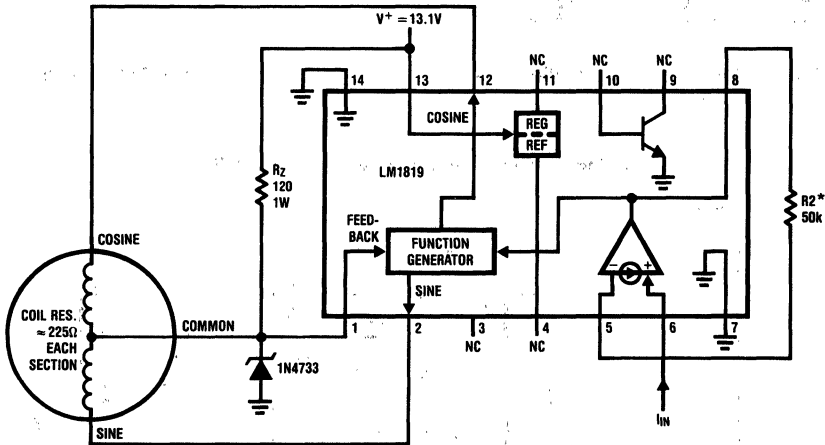 V+ = 13.1V
NC
NC
NC
14
13
12
11
10
9
8
COSINE
REG
REF
LM1819
RZ
120
1W
R2*
50k
FEED-
BACK
FUNCTION
GENERATOR
COSINE
SINE
- +
COIL RES.
≈ 225Ω
EACH
SECTION
COMMON
1
2
3
4
5
6
7
NC
NC
1N4733
IIN
SINE